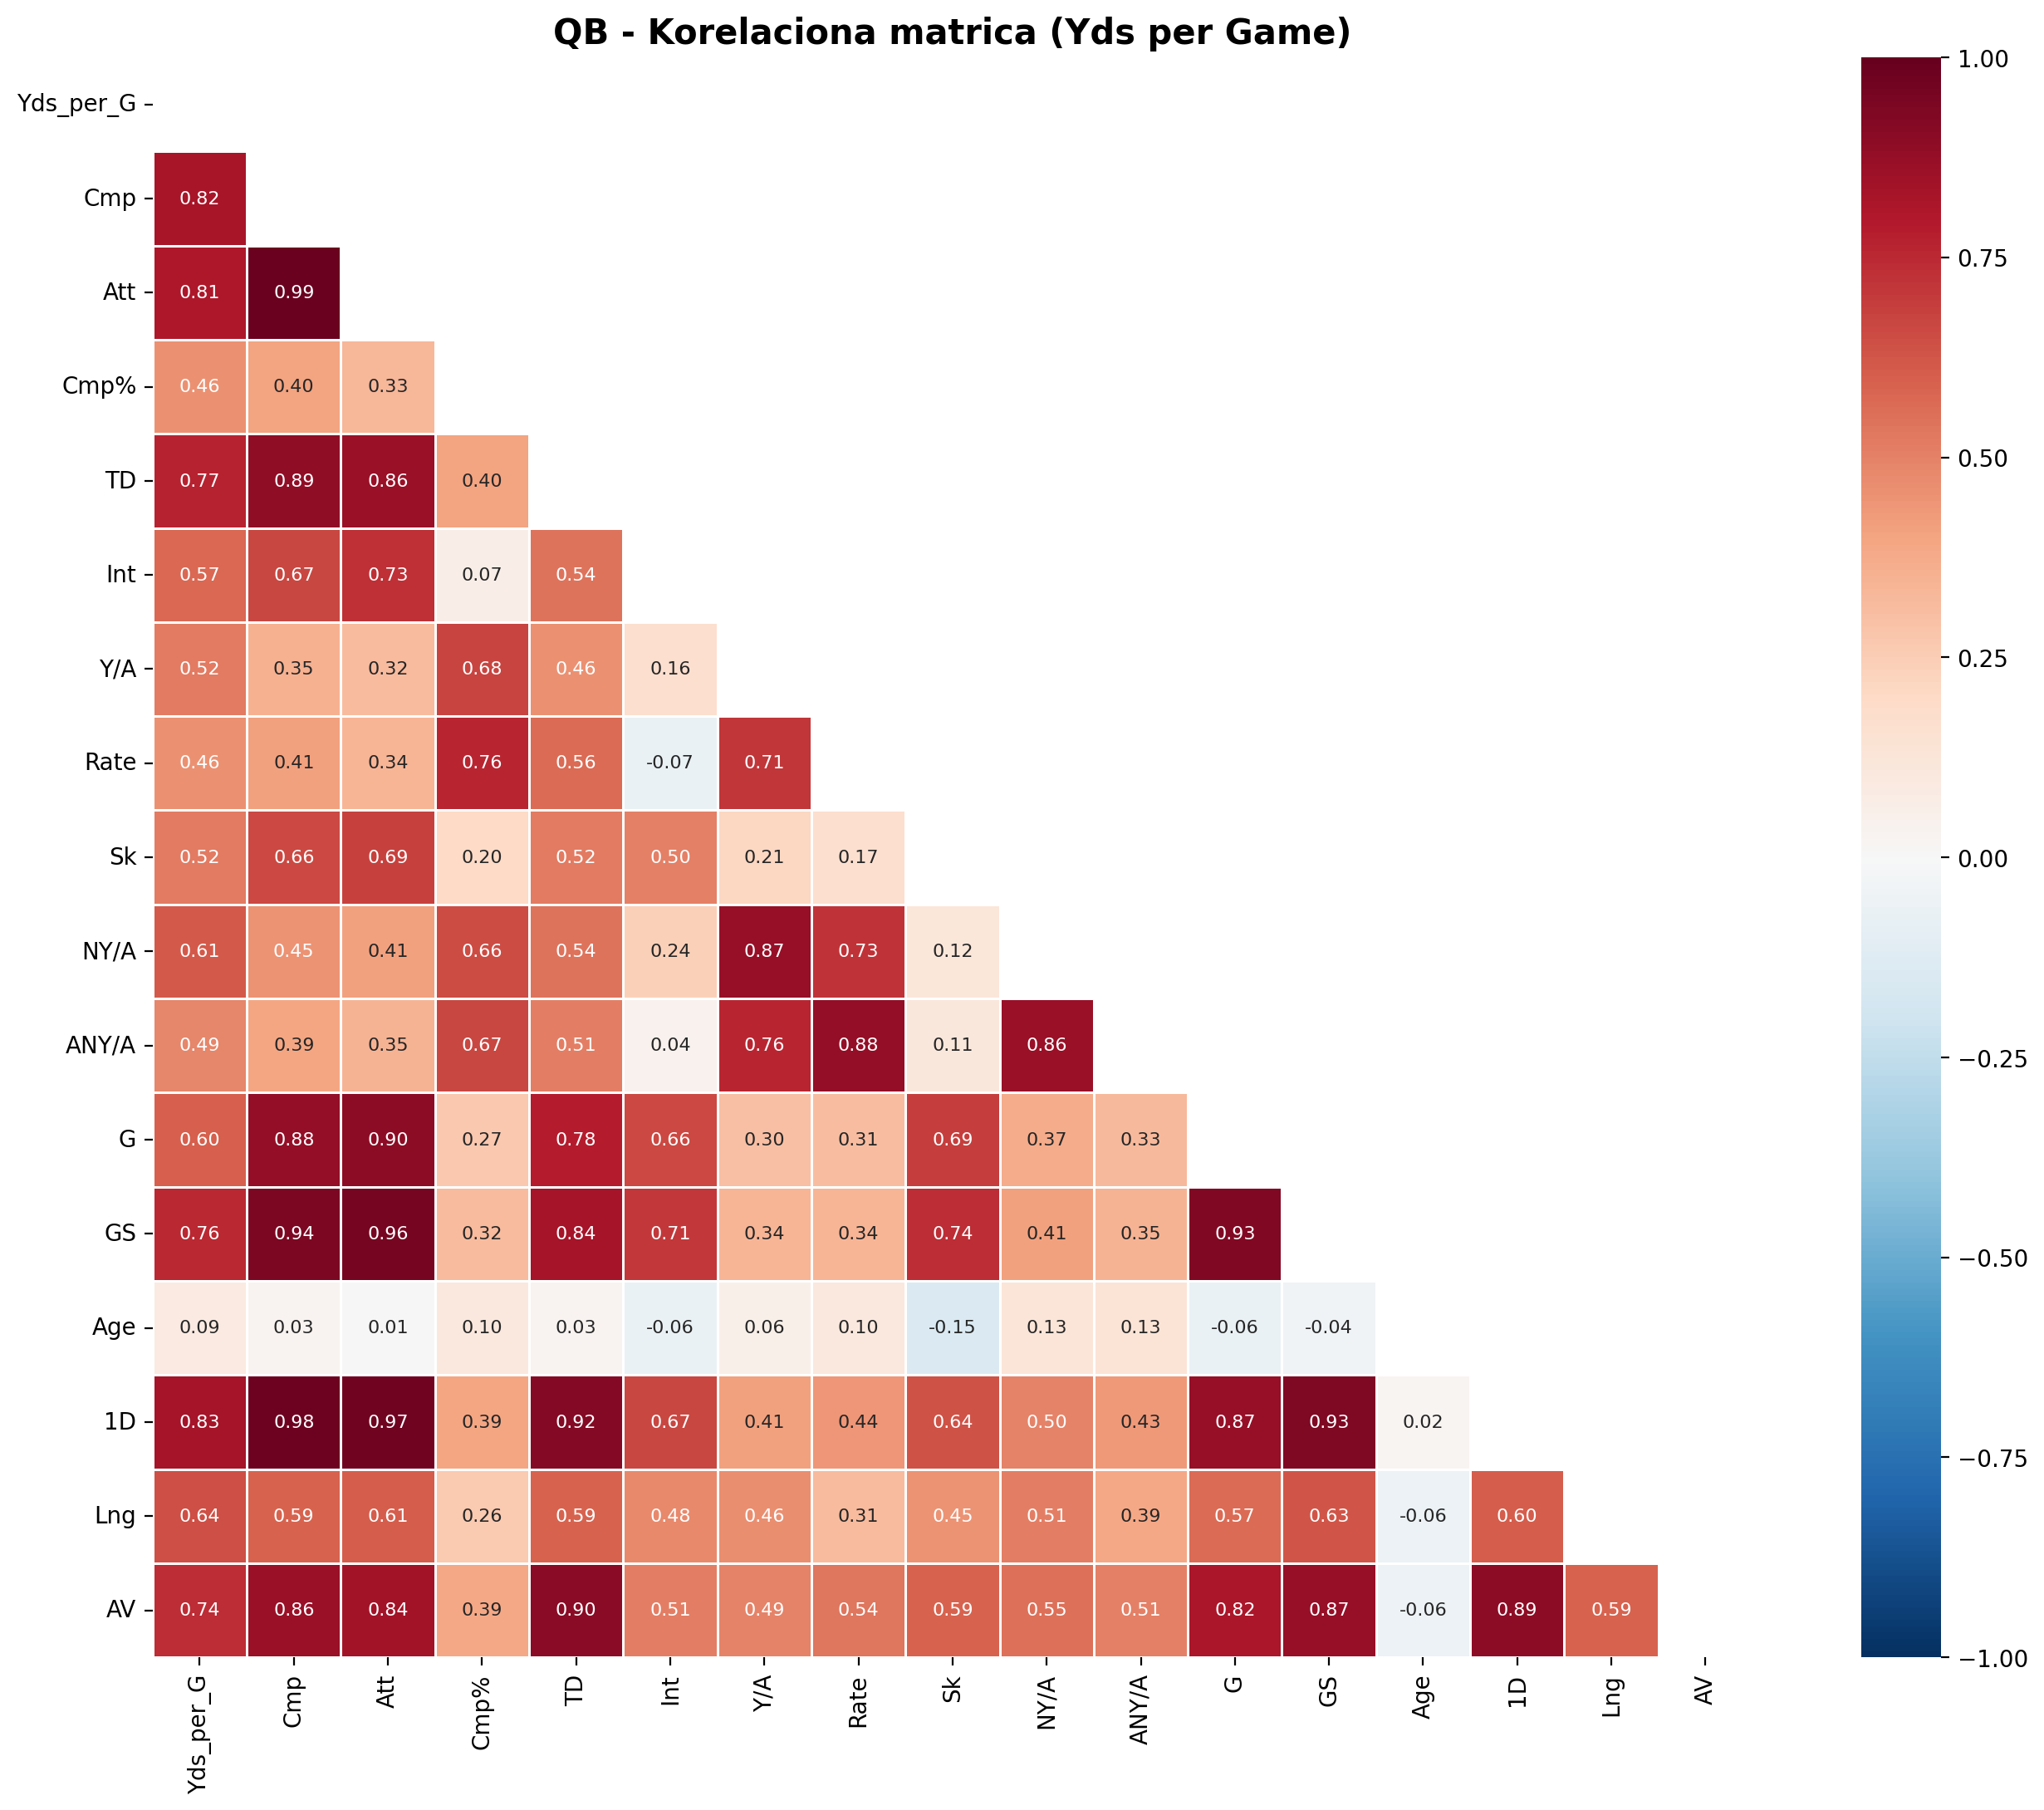 QB - Korelaciona matrica (Yds per Game)
Yds_per_G
Cmp 0.82
Att 0.81 0.99
Cmp% 0.46 0.40 0.33
TD 0.77 0.89 0.86 0.40
Int 0.57 0.67 0.73 0.07 0.54
Y/A 0.52 0.35 0.32 0.68 0.46 0.16
Rate 0.46 0.41 0.34 0.76 0.56 -0.07 0.71
Sk 0.52 0.66 0.69 0.20 0.52 0.50 0.21 0.17
NY/A 0.61 0.45 0.41 0.66 0.54 0.24 0.87 0.73 0.12
ANY/A 0.49 0.39 0.35 0.67 0.51 0.04 0.76 0.88 0.11 0.86
G 0.60 0.88 0.90 0.27 0.78 0.66 0.30 0.31 0.69 0.37 0.33
GS 0.76 0.94 0.96 0.32 0.84 0.71 0.34 0.34 0.74 0.41 0.35 0.93
Age 0.09 0.03 0.01 0.10 0.03 -0.06 0.06 0.10 -0.15 0.13 0.13 -0.06 -0.04
1D 0.83 0.98 0.97 0.39 0.92 0.67 0.41 0.44 0.64 0.50 0.43 0.87 0.93 0.02
Lng 0.64 0.59 0.61 0.26 0.59 0.48 0.46 0.31 0.45 0.51 0.39 0.57 0.63 -0.06 0.60
AV 0.74 0.86 0.84 0.39 0.90 0.51 0.49 0.54 0.59 0.55 0.51 0.82 0.87 -0.06 0.89 0.59
Yds_per_G Cmp Att Cmp% TD Int Y/A Rate Sk NY/A ANY/A G GS Age 1D Lng AV
1.00
0.75
0.50
0.25
0.00
−0.25
−0.50
−0.75
−1.00